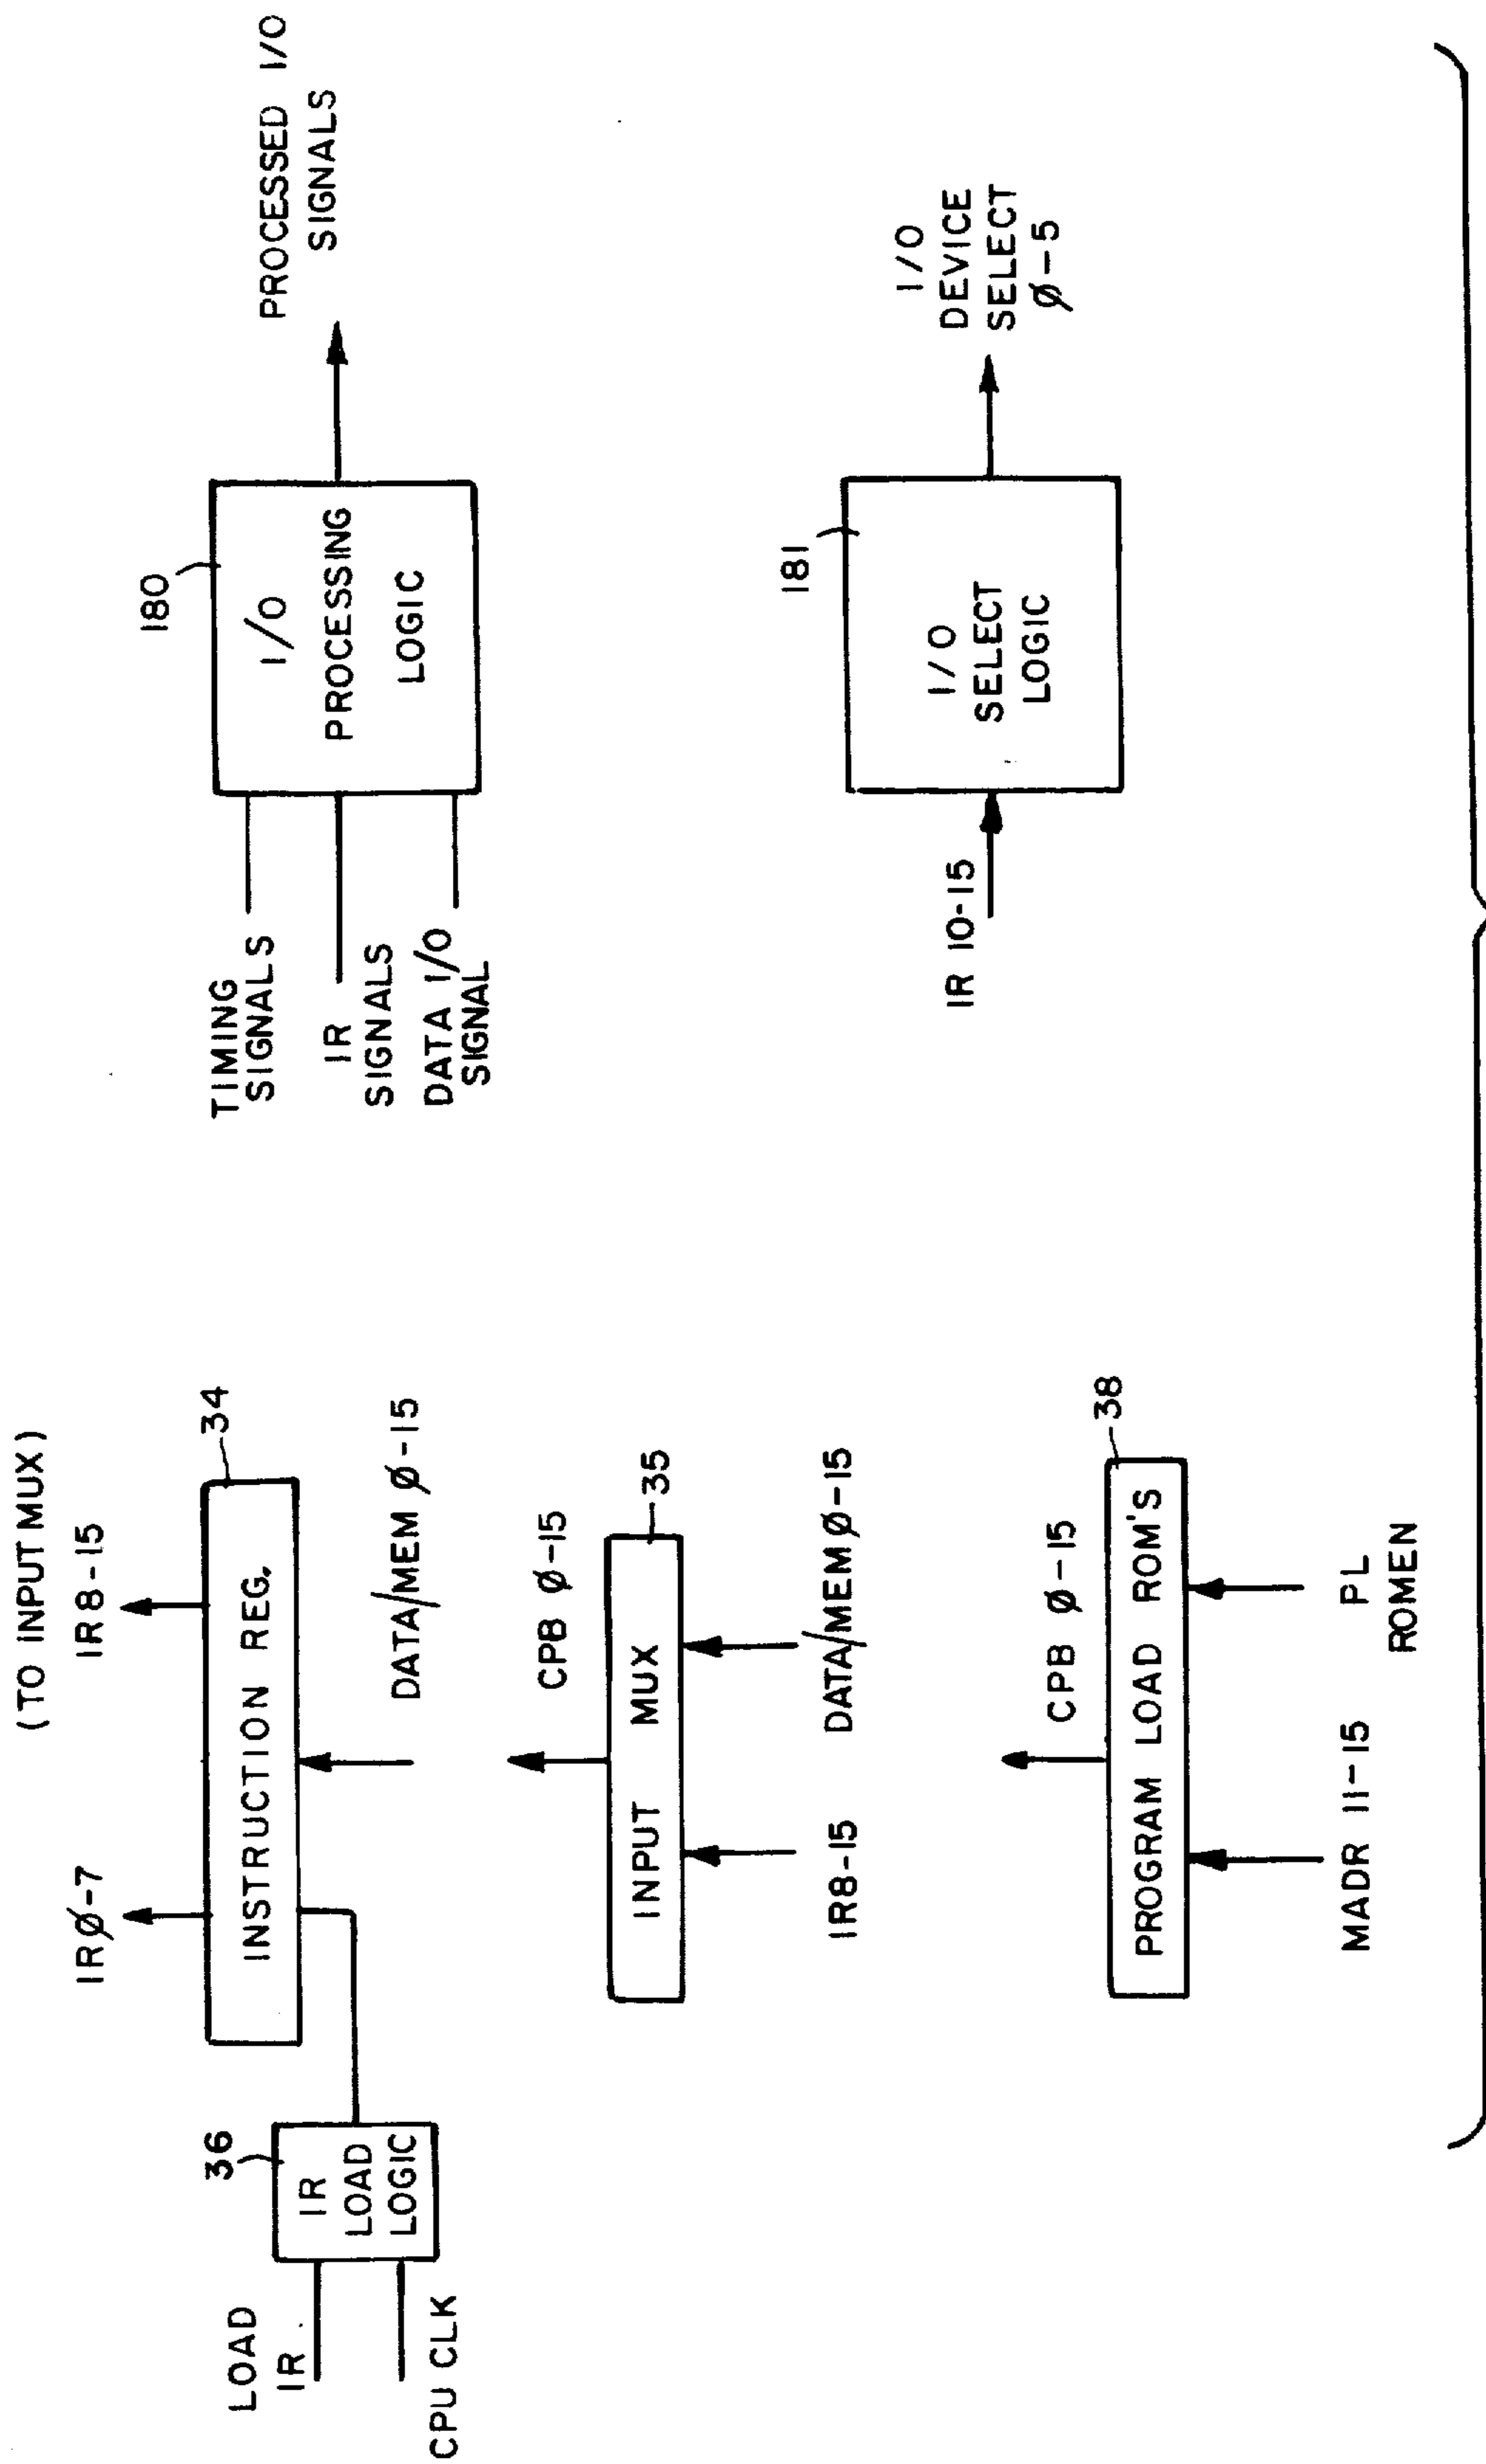 (TO INPUT MUX)
IRØ-7
IR8-15
34
INSTRUCTION REG.
36
IR
LOAD
LOGIC
LOAD
IR
CPU CLK
DATA/MEM Ø-15
CPB Ø-15
35
INPUT MUX
IR8-15
DATA/MEM Ø-15
CPB Ø-15
38
PROGRAM LOAD ROM'S
MADR 11-15
PL
ROMEN
180
I/O
PROCESSING
LOGIC
TIMING
SIGNALS
IR
SIGNALS
DATA I/O
SIGNAL
PROCESSED I/O
SIGNALS
181
I/O
SELECT
LOGIC
IR 10-15
I/O
DEVICE
SELECT
Ø-5